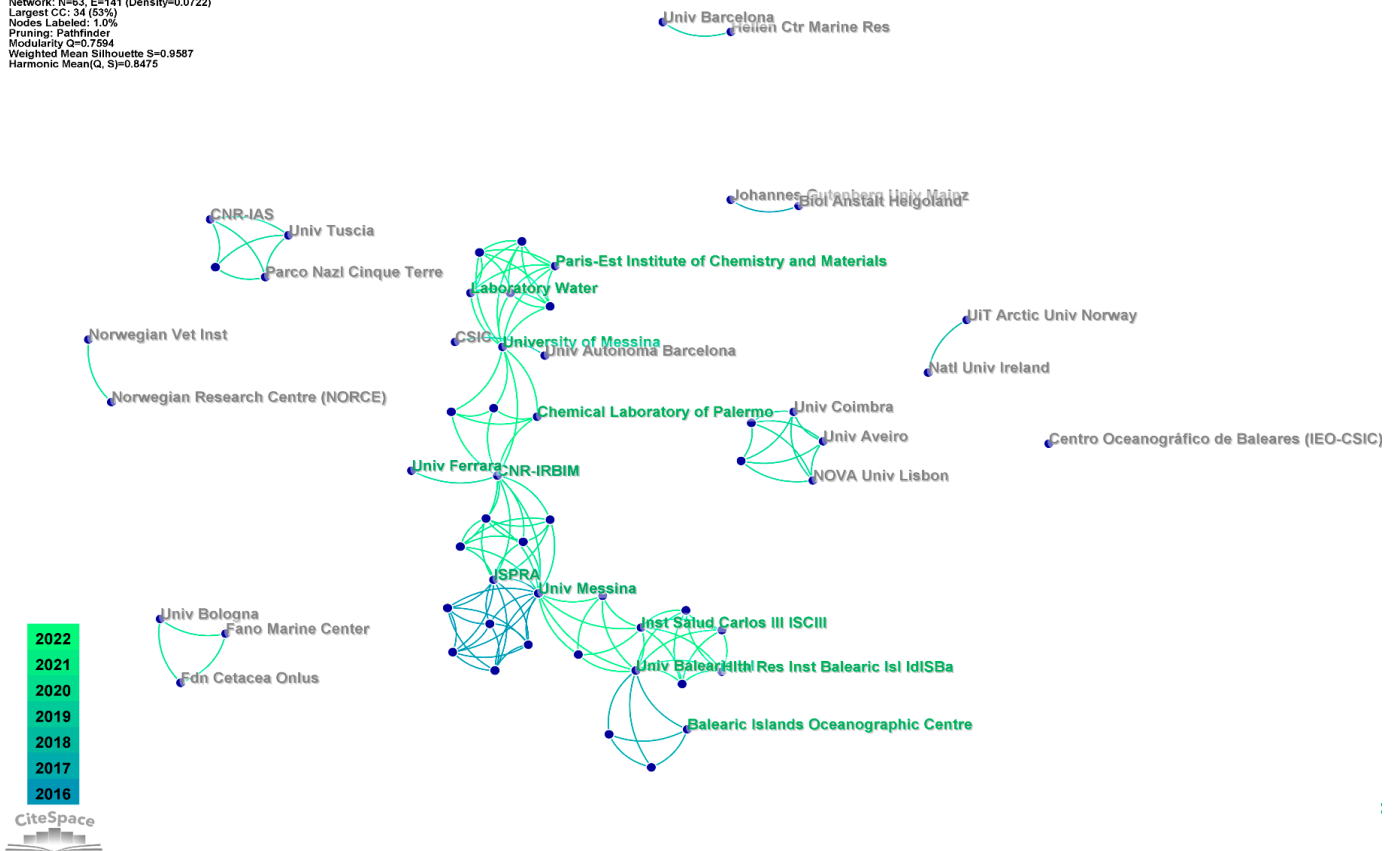 Network: N=63, E=141 (Density=0.0722)
Largest CC: 34 (53%)
Nodes Labeled: 1.0%
Pruning: Pathfinder
Modularity Q=0.7594
Weighted Mean Silhouette S=0.9587
Harmonic Mean(Q, S)=0.8475
Univ Barcelona
Hellen Ctr Marine Res
Johannes Gutenberg Univ Mainz
Biol Anstalt Helgoland
CNR-IAS
Univ Tuscia
Parco Nazl Cinque Terre
Paris-Est Institute of Chemistry and Materials
Laboratory Water
UiT Arctic Univ Norway
Norwegian Vet Inst
CSIC
University of Messina
Univ Autonoma Barcelona
Natl Univ Ireland
Norwegian Research Centre (NORCE)
Chemical Laboratory of Palermo
Univ Coimbra
Univ Aveiro
Centro Oceanográfico de Baleares (IEO-CSIC)
Univ Ferrara
CNR-IRBIM
NOVA Univ Lisbon
ISPRA
Univ Messina
Univ Bologna
Fano Marine Center
Inst Salud Carlos III ISCIII
Univ Balear
Hlth Res Inst Balearic Isl IdISBa
Fdn Cetacea Onlus
Balearic Islands Oceanographic Centre
2022
2021
2020
2019
2018
2017
2016
CiteSpace